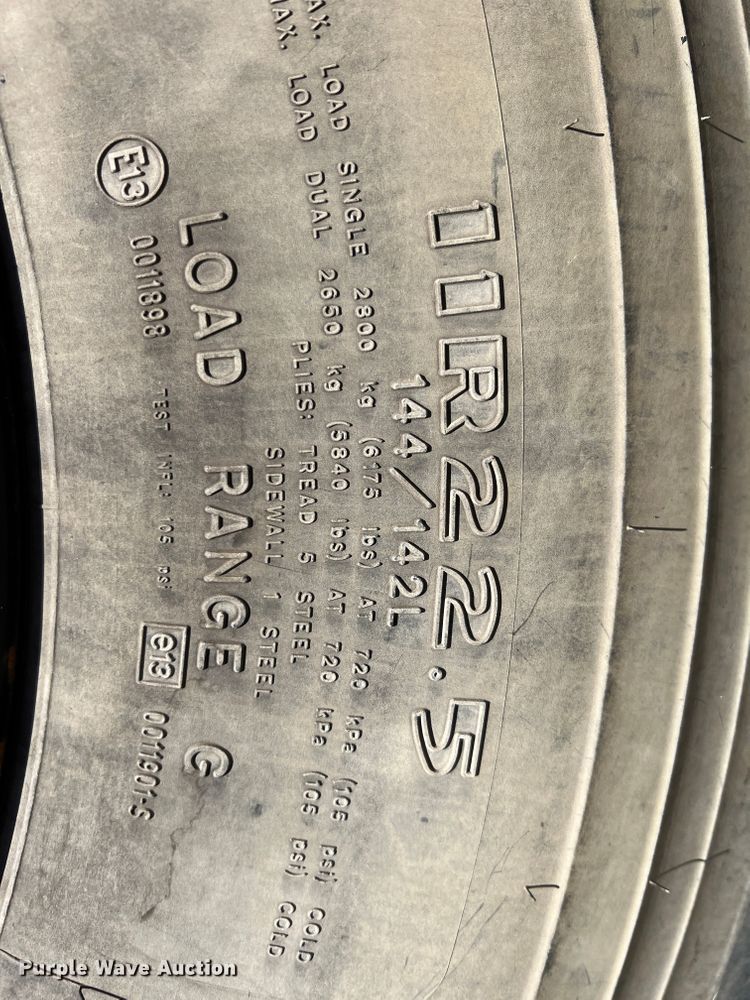 11R22.5
144/142L
MAX. LOAD SINGLE 2800 kg (6175 lbs) AT 720 kPa (105 psi) COLD
MAX. LOAD DUAL 2650 kg (5840 lbs) AT 720 kPa (105 psi) COLD
PLIES: TREAD 5 STEEL
SIDEWALL 1 STEEL
LOAD RANGE G
E13 0011898 TEST INFL: 105 psi e13 0011901-S
Purple Wave Auction